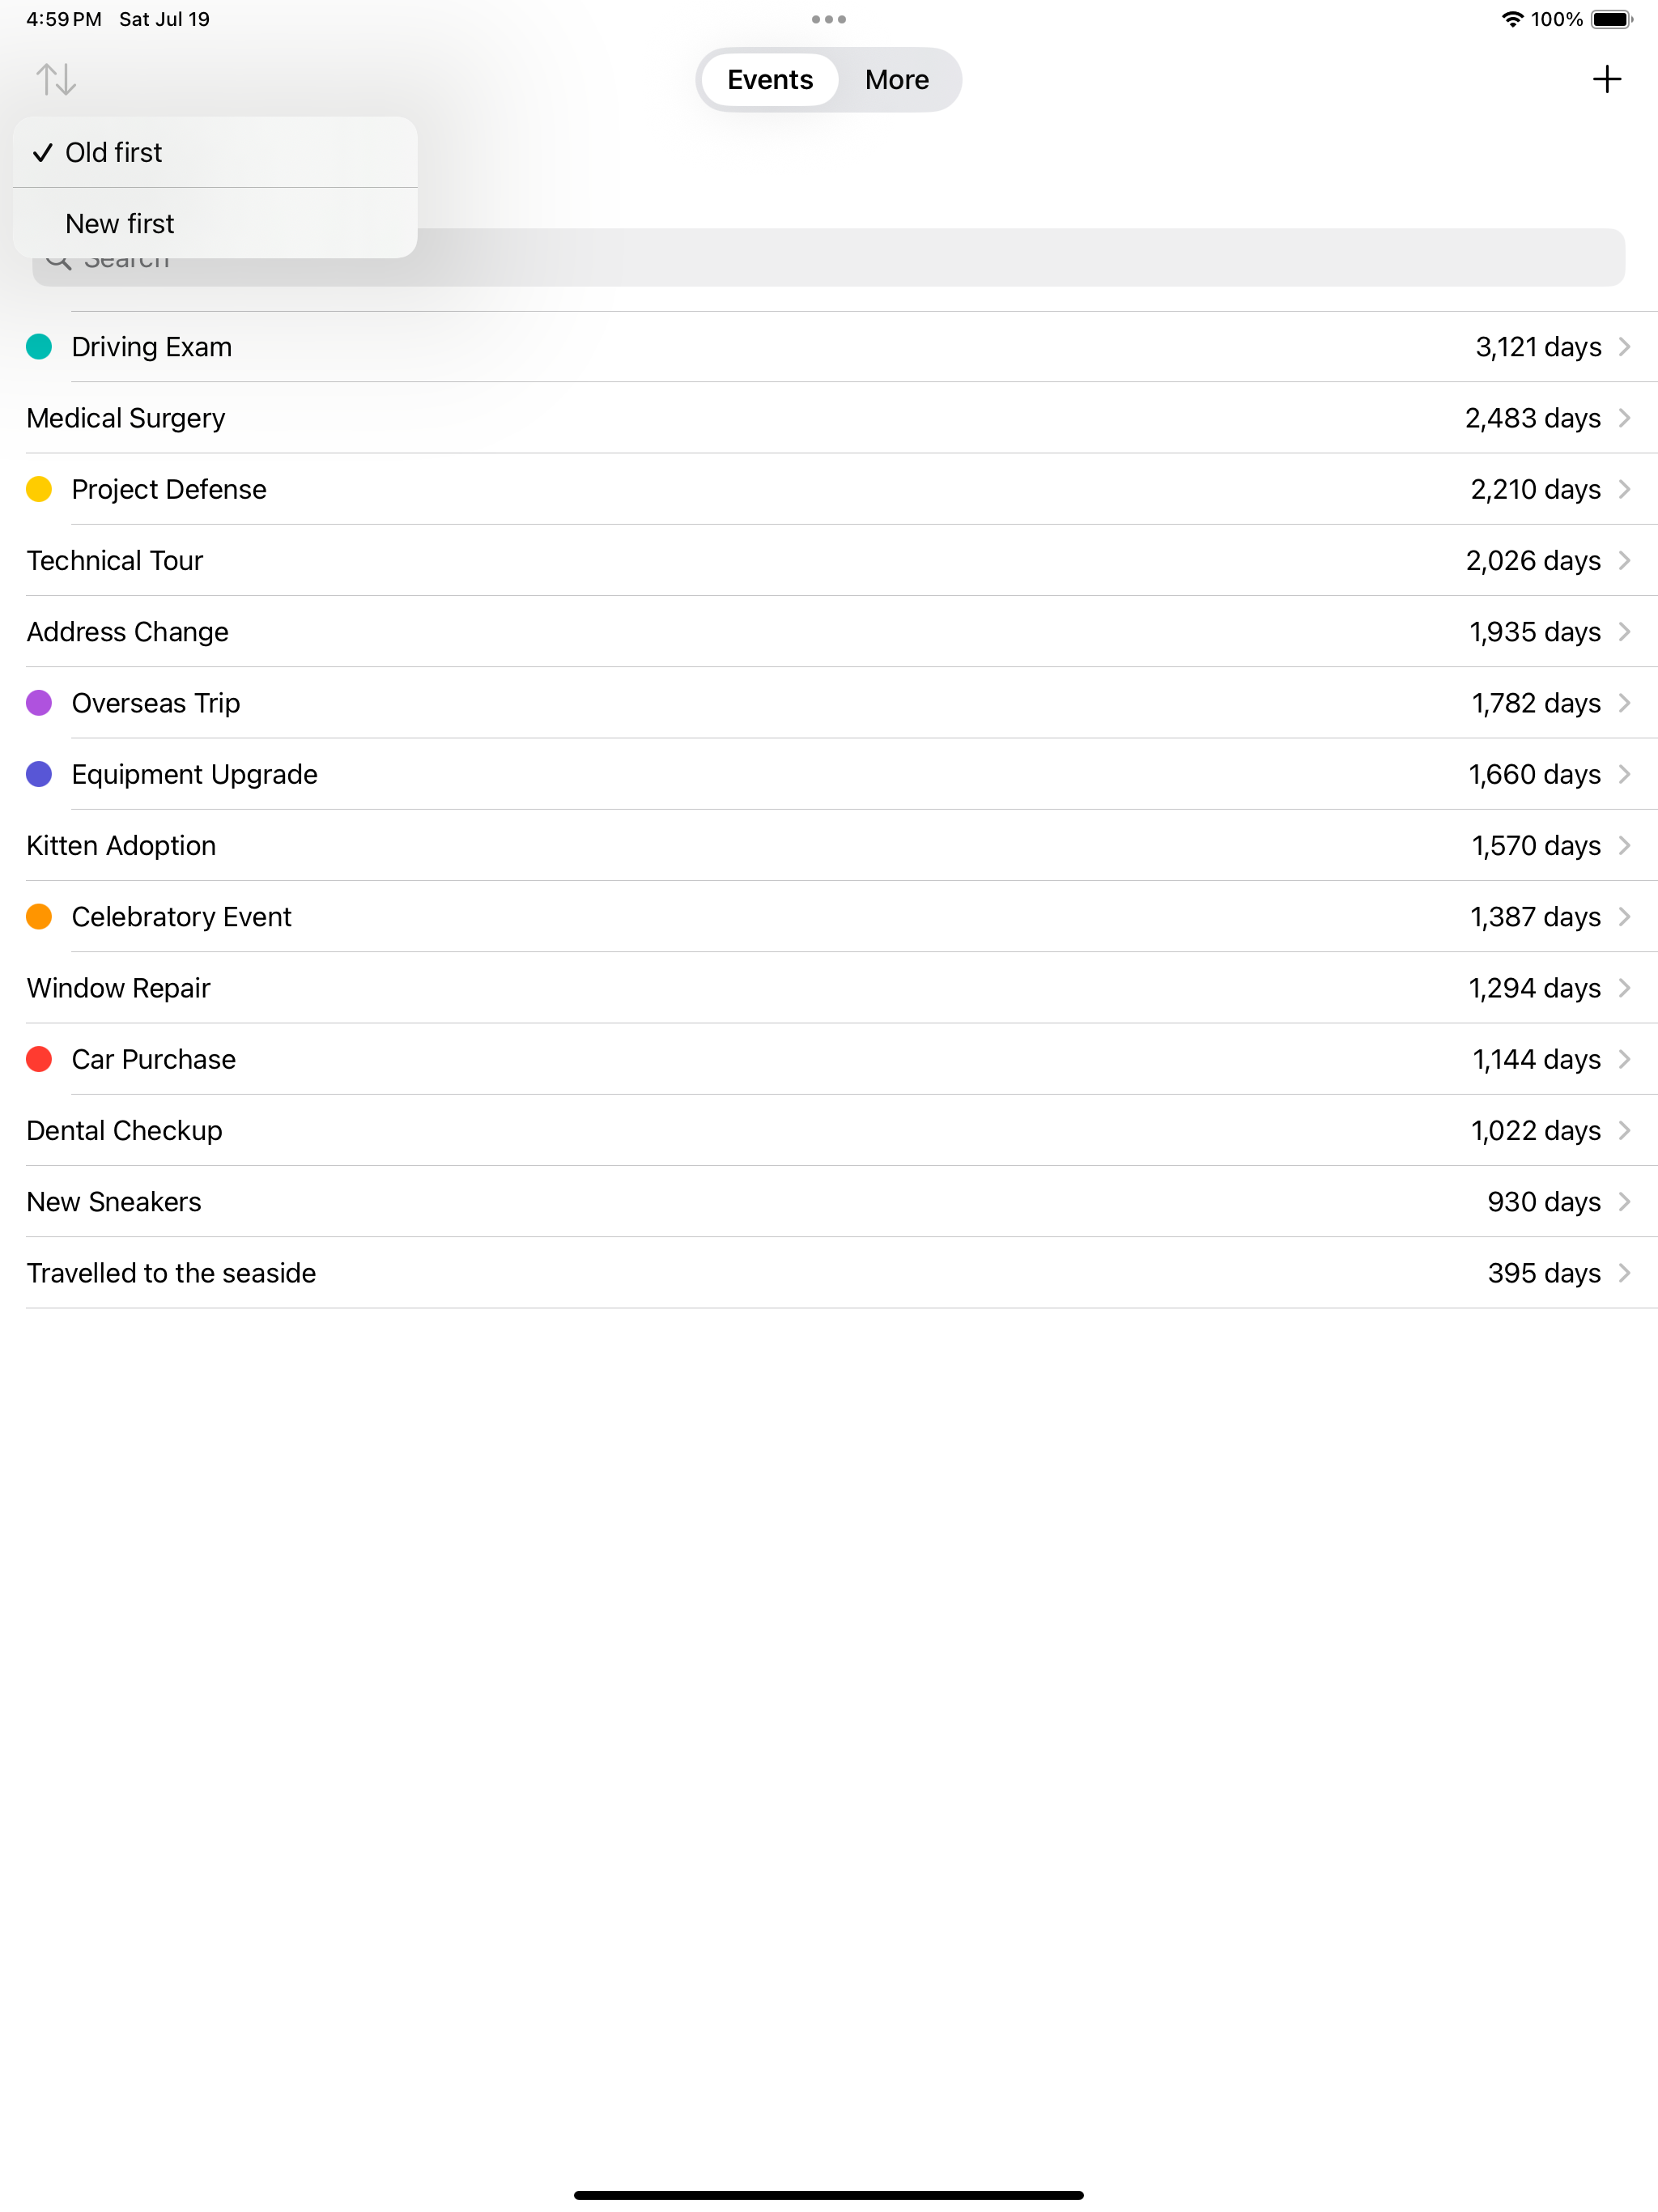 4:59 PM Sat Jul 19
100%
Events More
Old first
New first
Search
Driving Exam 3,121 days
Medical Surgery 2,483 days
Project Defense 2,210 days
Technical Tour 2,026 days
Address Change 1,935 days
Overseas Trip 1,782 days
Equipment Upgrade 1,660 days
Kitten Adoption 1,570 days
Celebratory Event 1,387 days
Window Repair 1,294 days
Car Purchase 1,144 days
Dental Checkup 1,022 days
New Sneakers 930 days
Travelled to the seaside 395 days